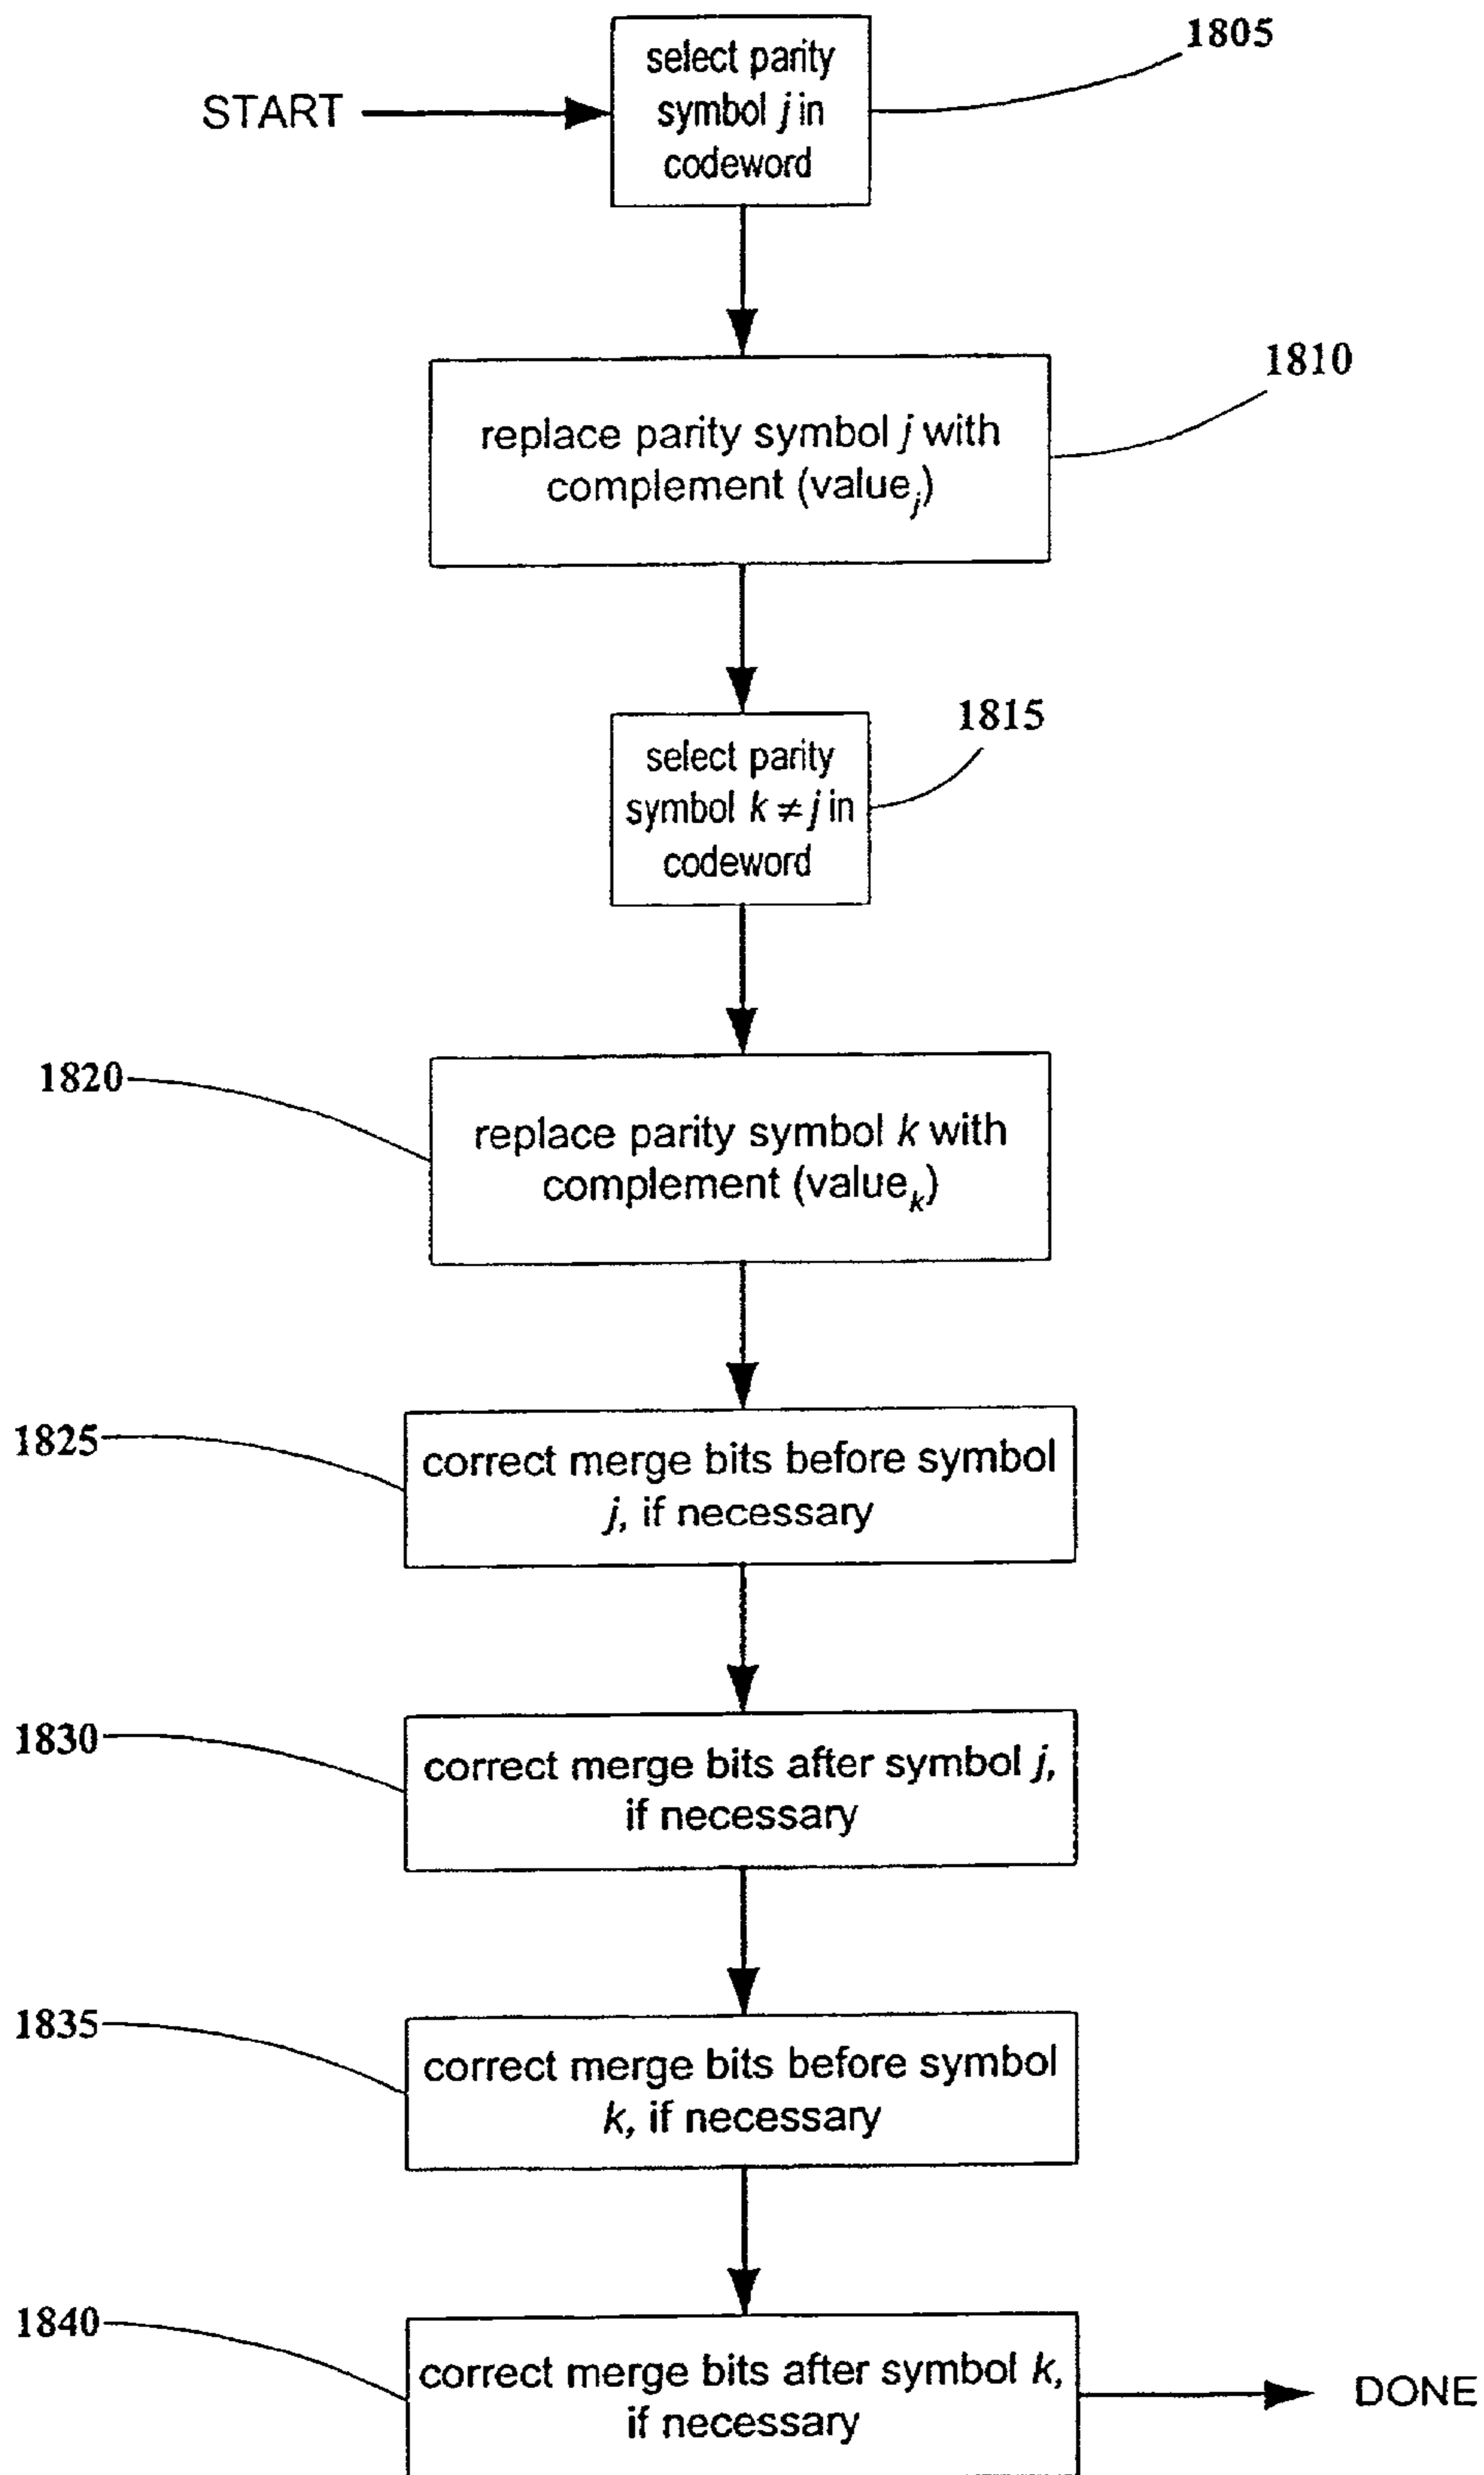 1805
select parity
START
symbol j in
codeword
1810
replace parity symbol j with
complement (valueⱼ)
1815
select parity
symbol k ≠ j in
codeword
1820
replace parity symbol k with
complement (valueₖ)
1825
correct merge bits before symbol
j, if necessary
1830
correct merge bits after symbol j,
if necessary
1835
correct merge bits before symbol
k, if necessary
1840
correct merge bits after symbol k,
if necessary
DONE